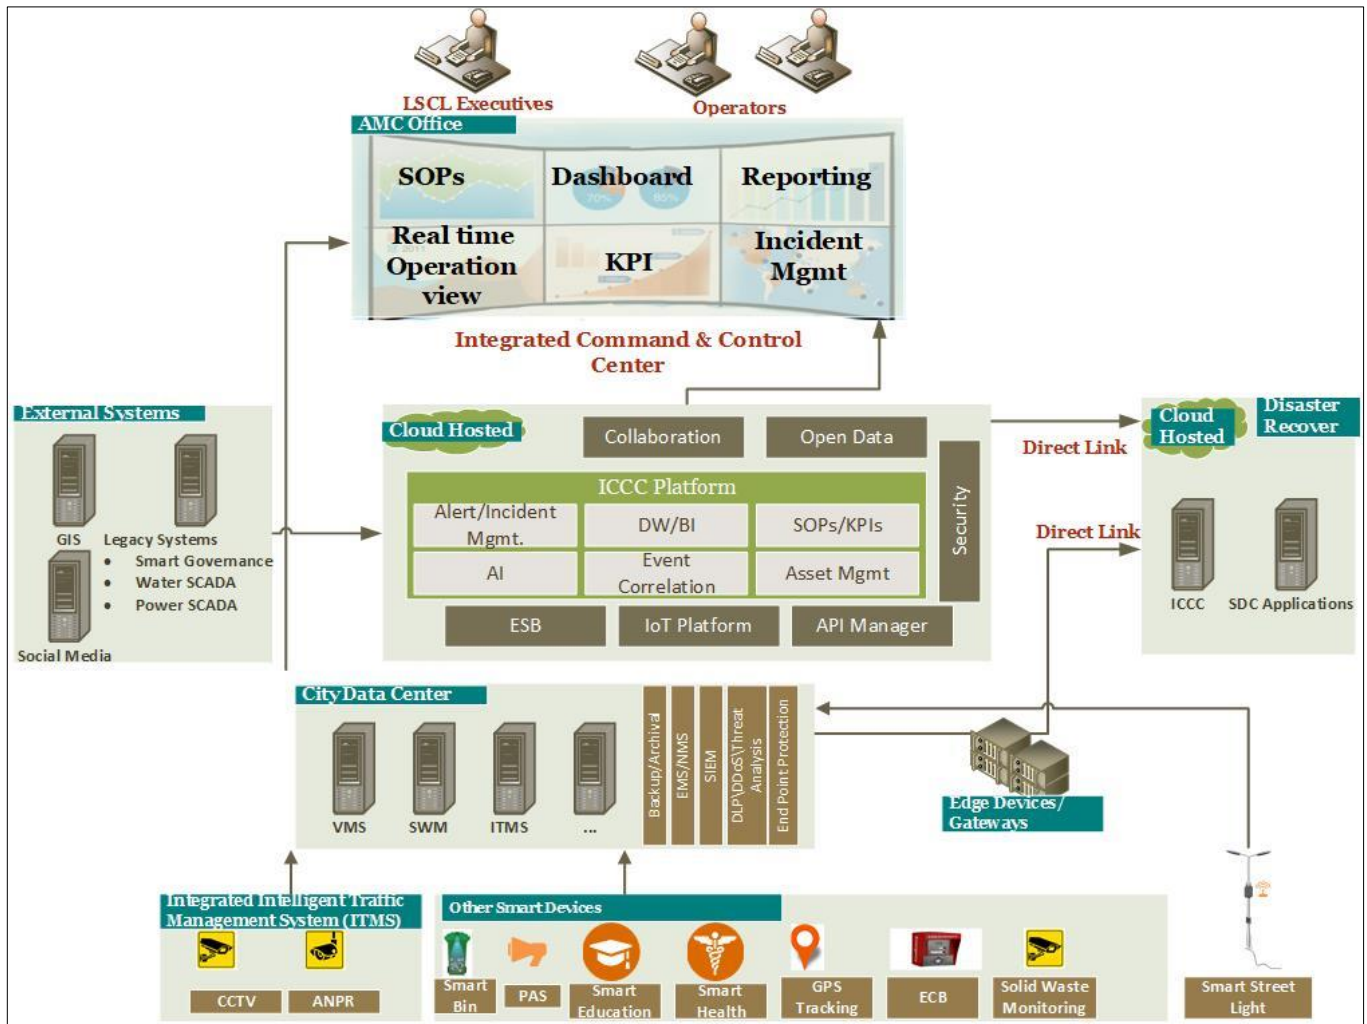 LSCL Executives
Operators
AMC Office
SOPs
Dashboard
70%
85%
Reporting
Real time
Operation
view
KPI
Incident
Mgmt
Integrated Command & Control
Center
External Systems
GIS
Legacy Systems
• Smart Governance
• Water SCADA
• Power SCADA
Social Media
Cloud Hosted
Collaboration
Open Data
ICCC Platform
Alert/Incident
Mgmt.
DW/BI
SOPs/KPIs
AI
Event
Correlation
Asset Mgmt
Security
ESB
IoT Platform
API Manager
Direct Link
Direct Link
Cloud
Hosted
Disaster
Recover
ICCC
SDC Applications
City Data Center
VMS
SWM
ITMS
...
Backup/Archival
EMS/NMS
SIEM
DLP\DDoS\Threat
Analysis
End Point Protection
Edge Devices/
Gateways
Integrated Intelligent Traffic
Management System (ITMS)
CCTV
ANPR
Other Smart Devices
Smart
Bin
PAS
Smart
Education
Smart
Health
GPS
Tracking
ECB
Solid Waste
Monitoring
Smart Street
Light